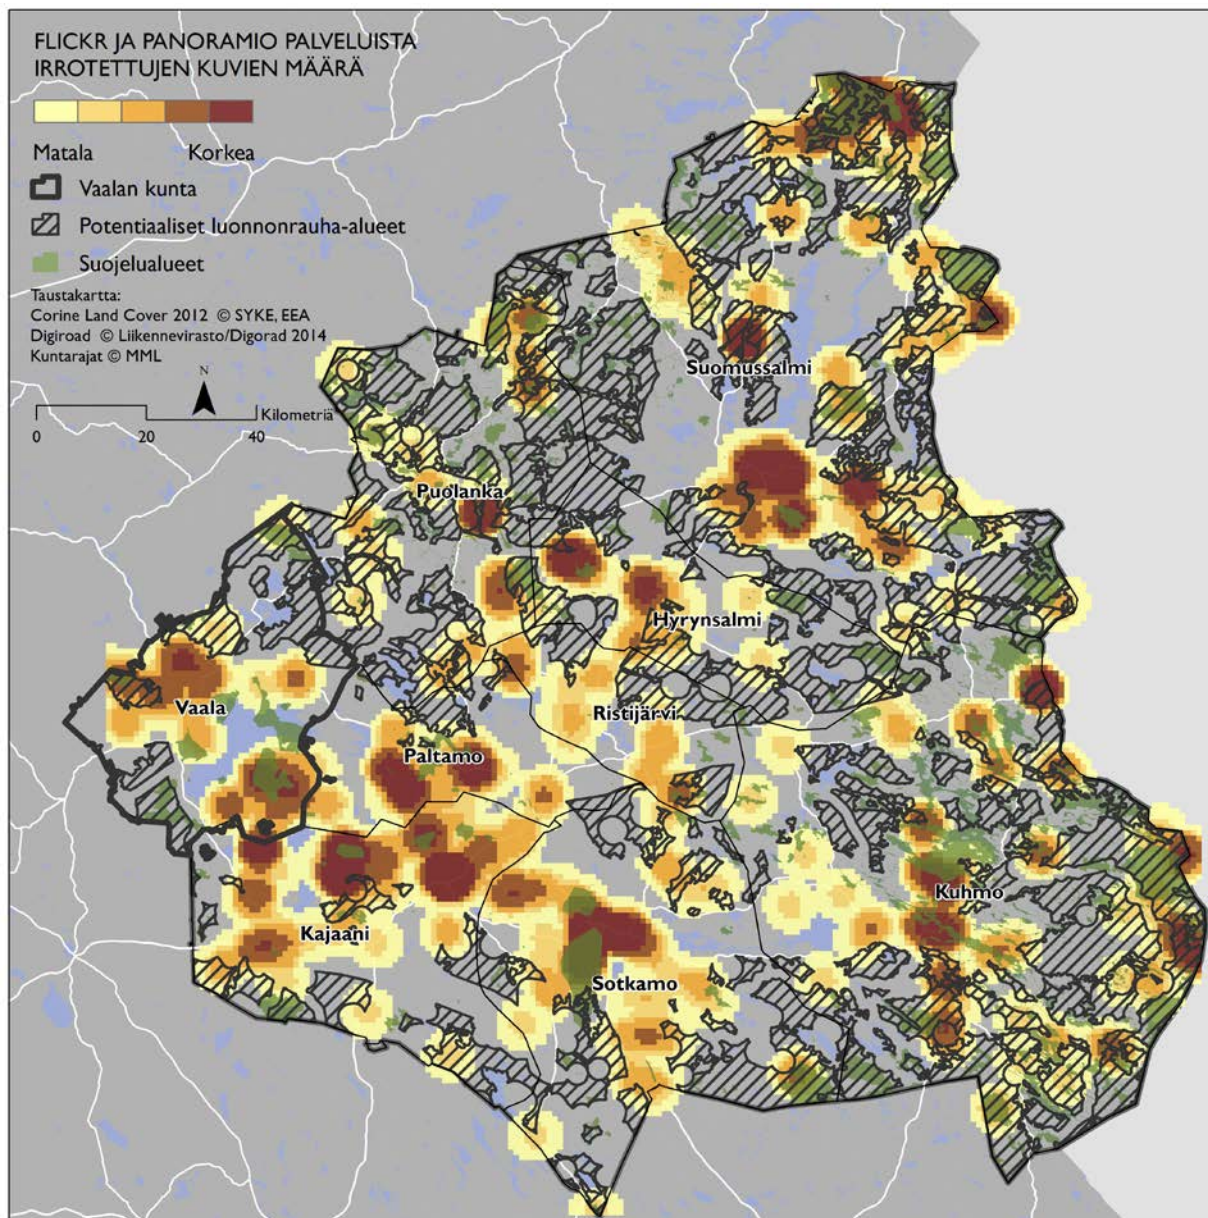 FLICKR JA PANORAMIO PALVELUISTA
IRROTETTUJEN KUVIEN MÄÄRÄ
Matala Korkea
Vaalan kunta
Potentiaaliset luonnonrauha-alueet
Suojelualueet
Taustakartta:
Corine Land Cover 2012 © SYKE, EEA
Digiroad © Liikennevirasto/Digorad 2014
Kuntarajat © MML
N
Kilometriä
0 20 40
Suomussalmi
Puolanka
Hyrynsalmi
Vaala
Ristijärvi
Paltamo
Kuhmo
Kajaani
Sotkamo